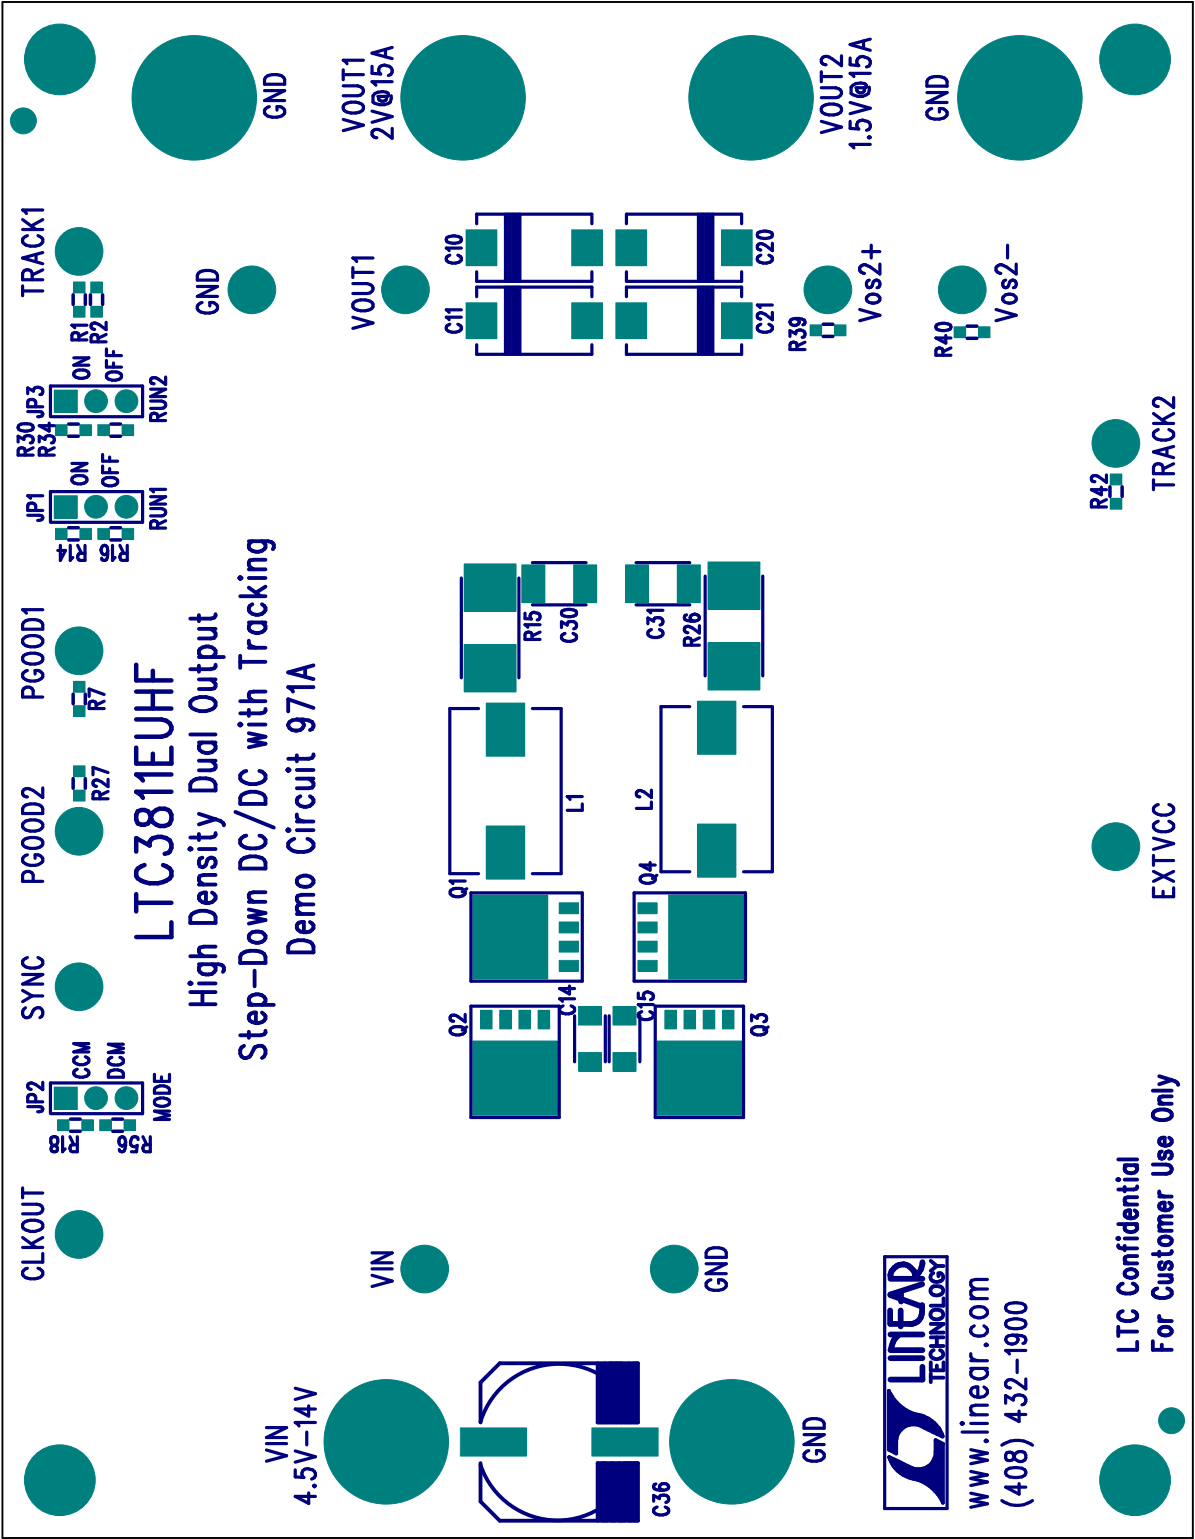 GND
VOUT1
2V@15A
VOUT2
1.5V@15A
GND
TRACK1
R1
R2
GND
VOUT1
C10
C11
C20
C21
R39
Vos2+
R40
Vos2-
JP3
ON
OFF
RUN2
R30
R34
JP1
ON
OFF
RUN1
R14
R16
TRACK2
R42
PGOOD1
R7
R27
PGOOD2
LTC3811EUHF
High Density Dual Output
Step-Down DC/DC with Tracking
Demo Circuit 971A
R15
C30
C31
R26
L1
L2
Q1
Q4
EXTVCC
SYNC
Q2
C14
C15
Q3
JP2
CCM
DCM
MODE
R18
R56
CLKOUT
VIN
GND
VIN
4.5V-14V
C36
GND
LINEAR
TECHNOLOGY
www.linear.com
(408) 432-1900
LTC Confidential
For Customer Use Only